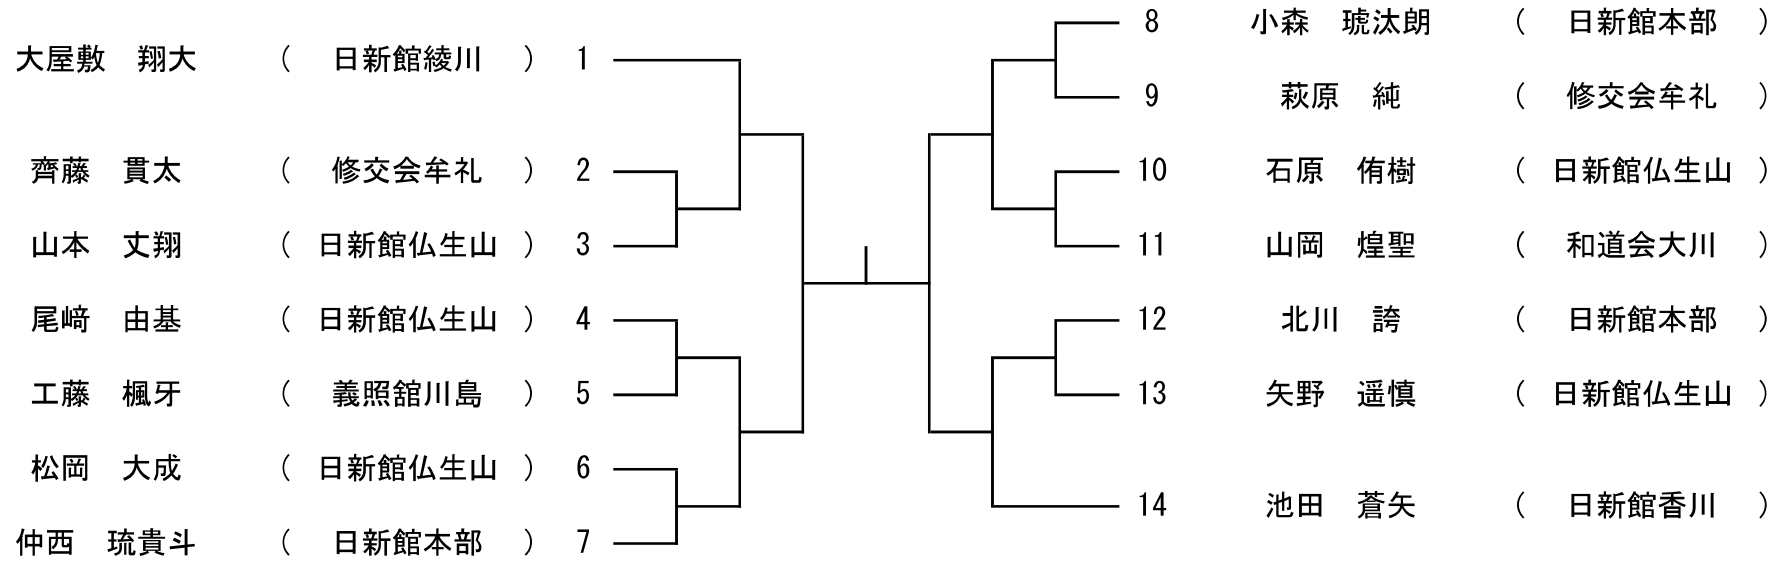 大屋敷　翔大 （ 日新館綾川 ） 1
齊藤　貫太 （ 修交会牟礼 ） 2
山本　丈翔 （ 日新館仏生山 ） 3
尾﨑　由基 （ 日新館仏生山 ） 4
工藤　楓牙 （ 義照舘川島 ） 5
松岡　大成 （ 日新館仏生山 ） 6
仲西　琉貴斗 （ 日新館本部 ） 7
8 小森　琥汰朗 （ 日新館本部 ）
9 萩原　純 （ 修交会牟礼 ）
10 石原　侑樹 （ 日新館仏生山 ）
11 山岡　煌聖 （ 和道会大川 ）
12 北川　誇 （ 日新館本部 ）
13 矢野　遥慎 （ 日新館仏生山 ）
14 池田　蒼矢 （ 日新館香川 ）